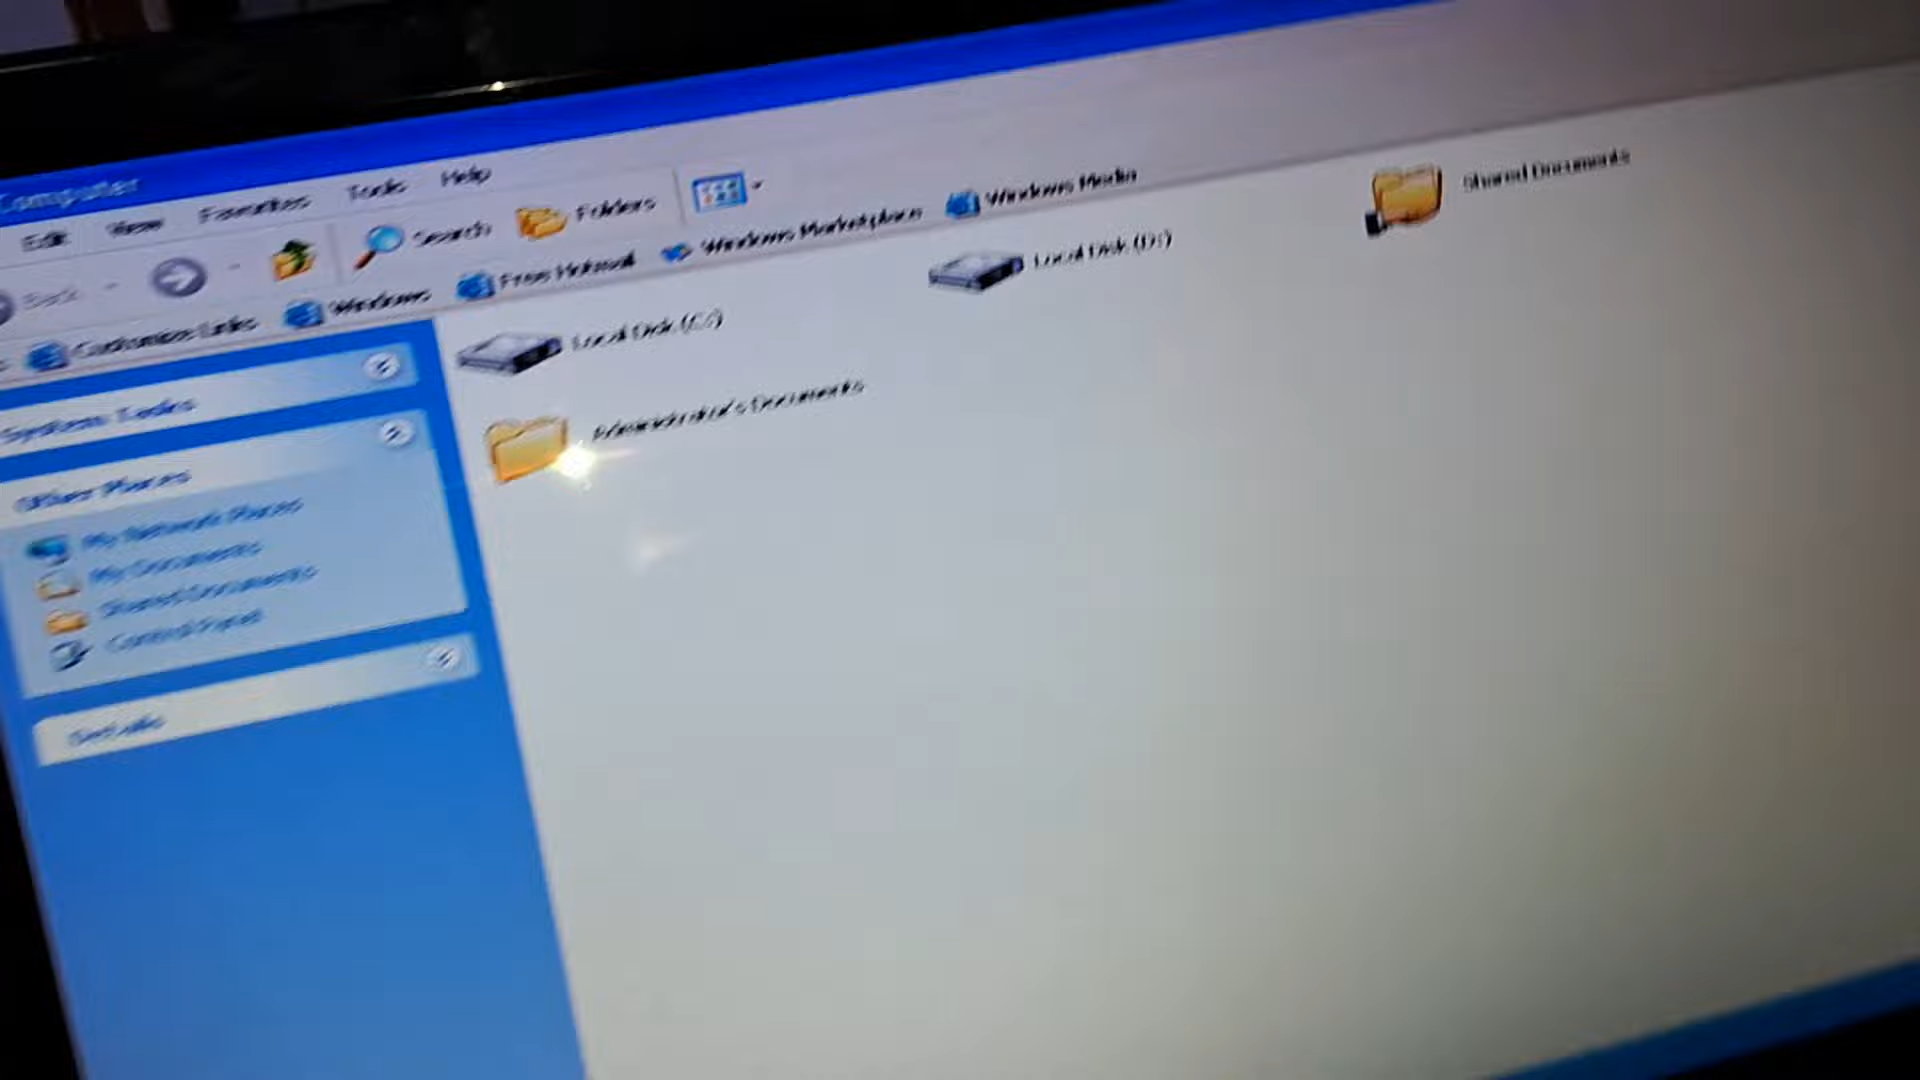 Computer
Edit View Favorites Tools Help
Back Search Folders
Customize Links Windows Free Hotmail Windows Marketplace Windows Media
System Tasks
Other Places
My Network Places
My Documents
Shared Documents
Control Panel
Details
Local Disk (C:)
Local Disk (D:)
Shared Documents
Administrator's Documents